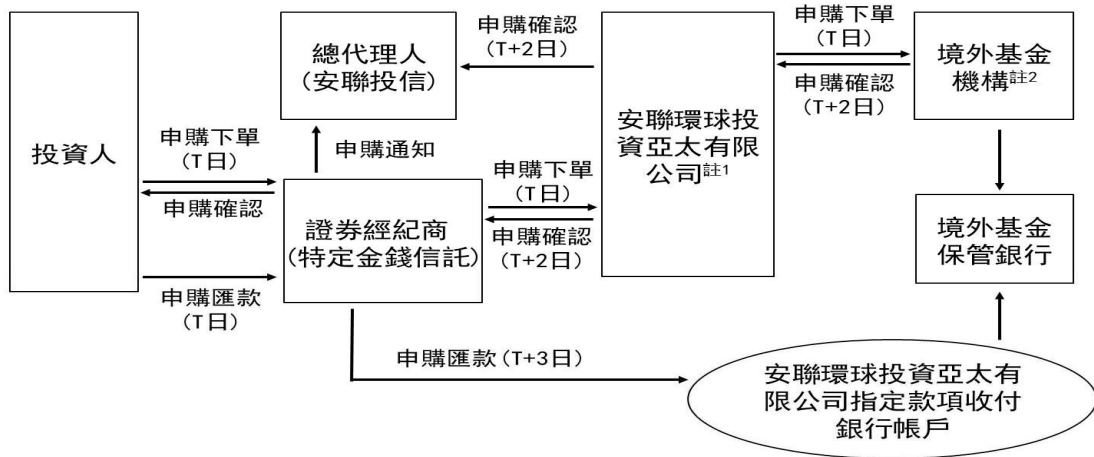 投資人
申購下單
(T日)
申購確認
申購匯款
(T日)
總代理人
(安聯投信)
申購通知
證券經紀商
(特定金錢信託)
申購確認
(T+2日)
申購下單
(T日)
申購確認
(T+2日)
安聯環球投
資亞太有限
公司註1
申購下單
(T日)
申購確認
(T+2日)
境外基金
機構註2
境外基金
保管銀行
申購匯款(T+3日)
安聯環球投資亞太有
限公司指定款項收付
銀行帳戶